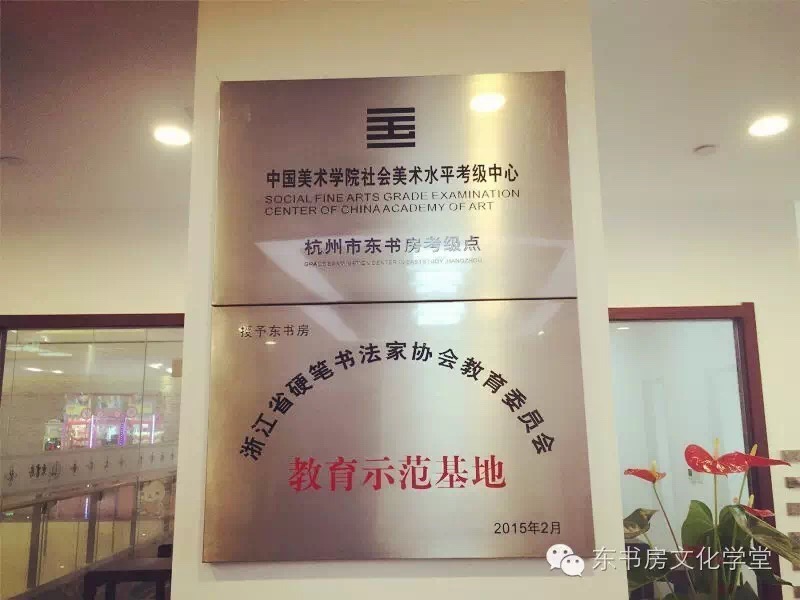 中国美术学院社会美术水平考级中心
SOCIAL FINE ARTS GRADE EXAMINATION
CENTER OF CHINA ACADEMY OF ART
杭州市东书房考级点
授予东书房
浙江省硬笔书法家协会教育委员会
教育示范基地
2015年2月
东书房文化学堂